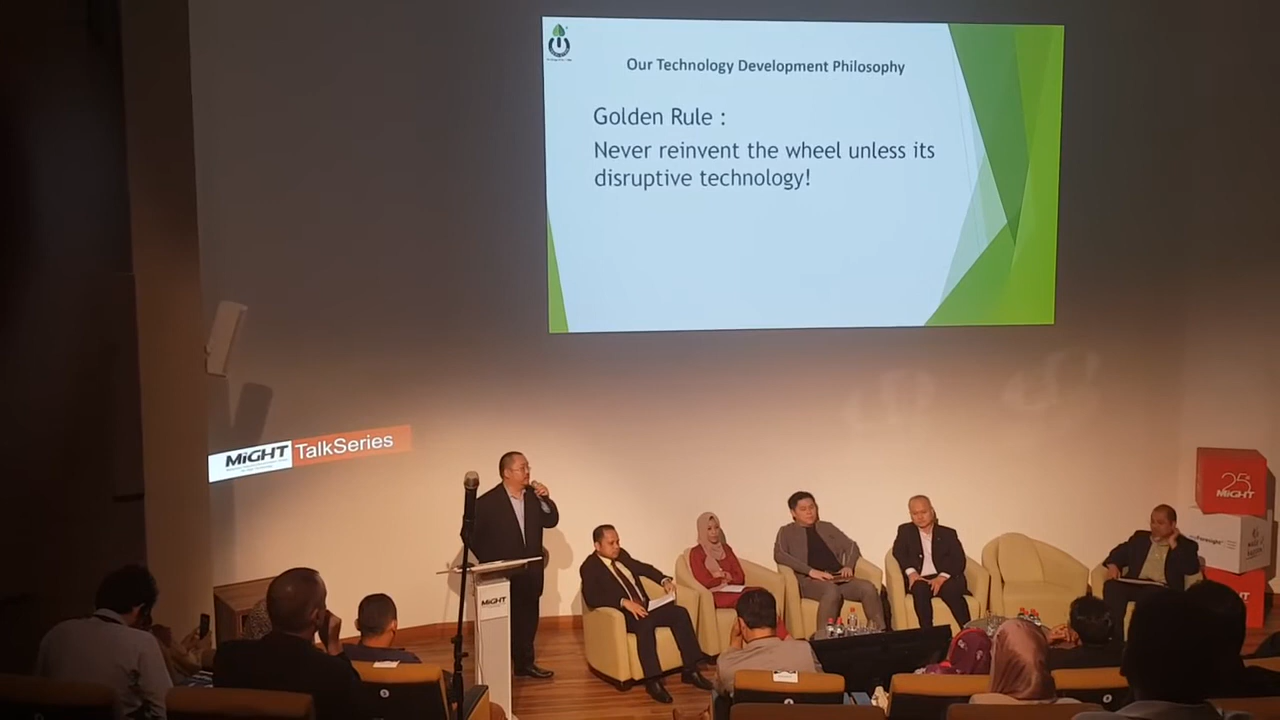 Our Technology Development Philosophy
Golden Rule :
Never reinvent the wheel unless its
disruptive technology!
MiGHT TalkSeries
MiGHT
25
MiGHT